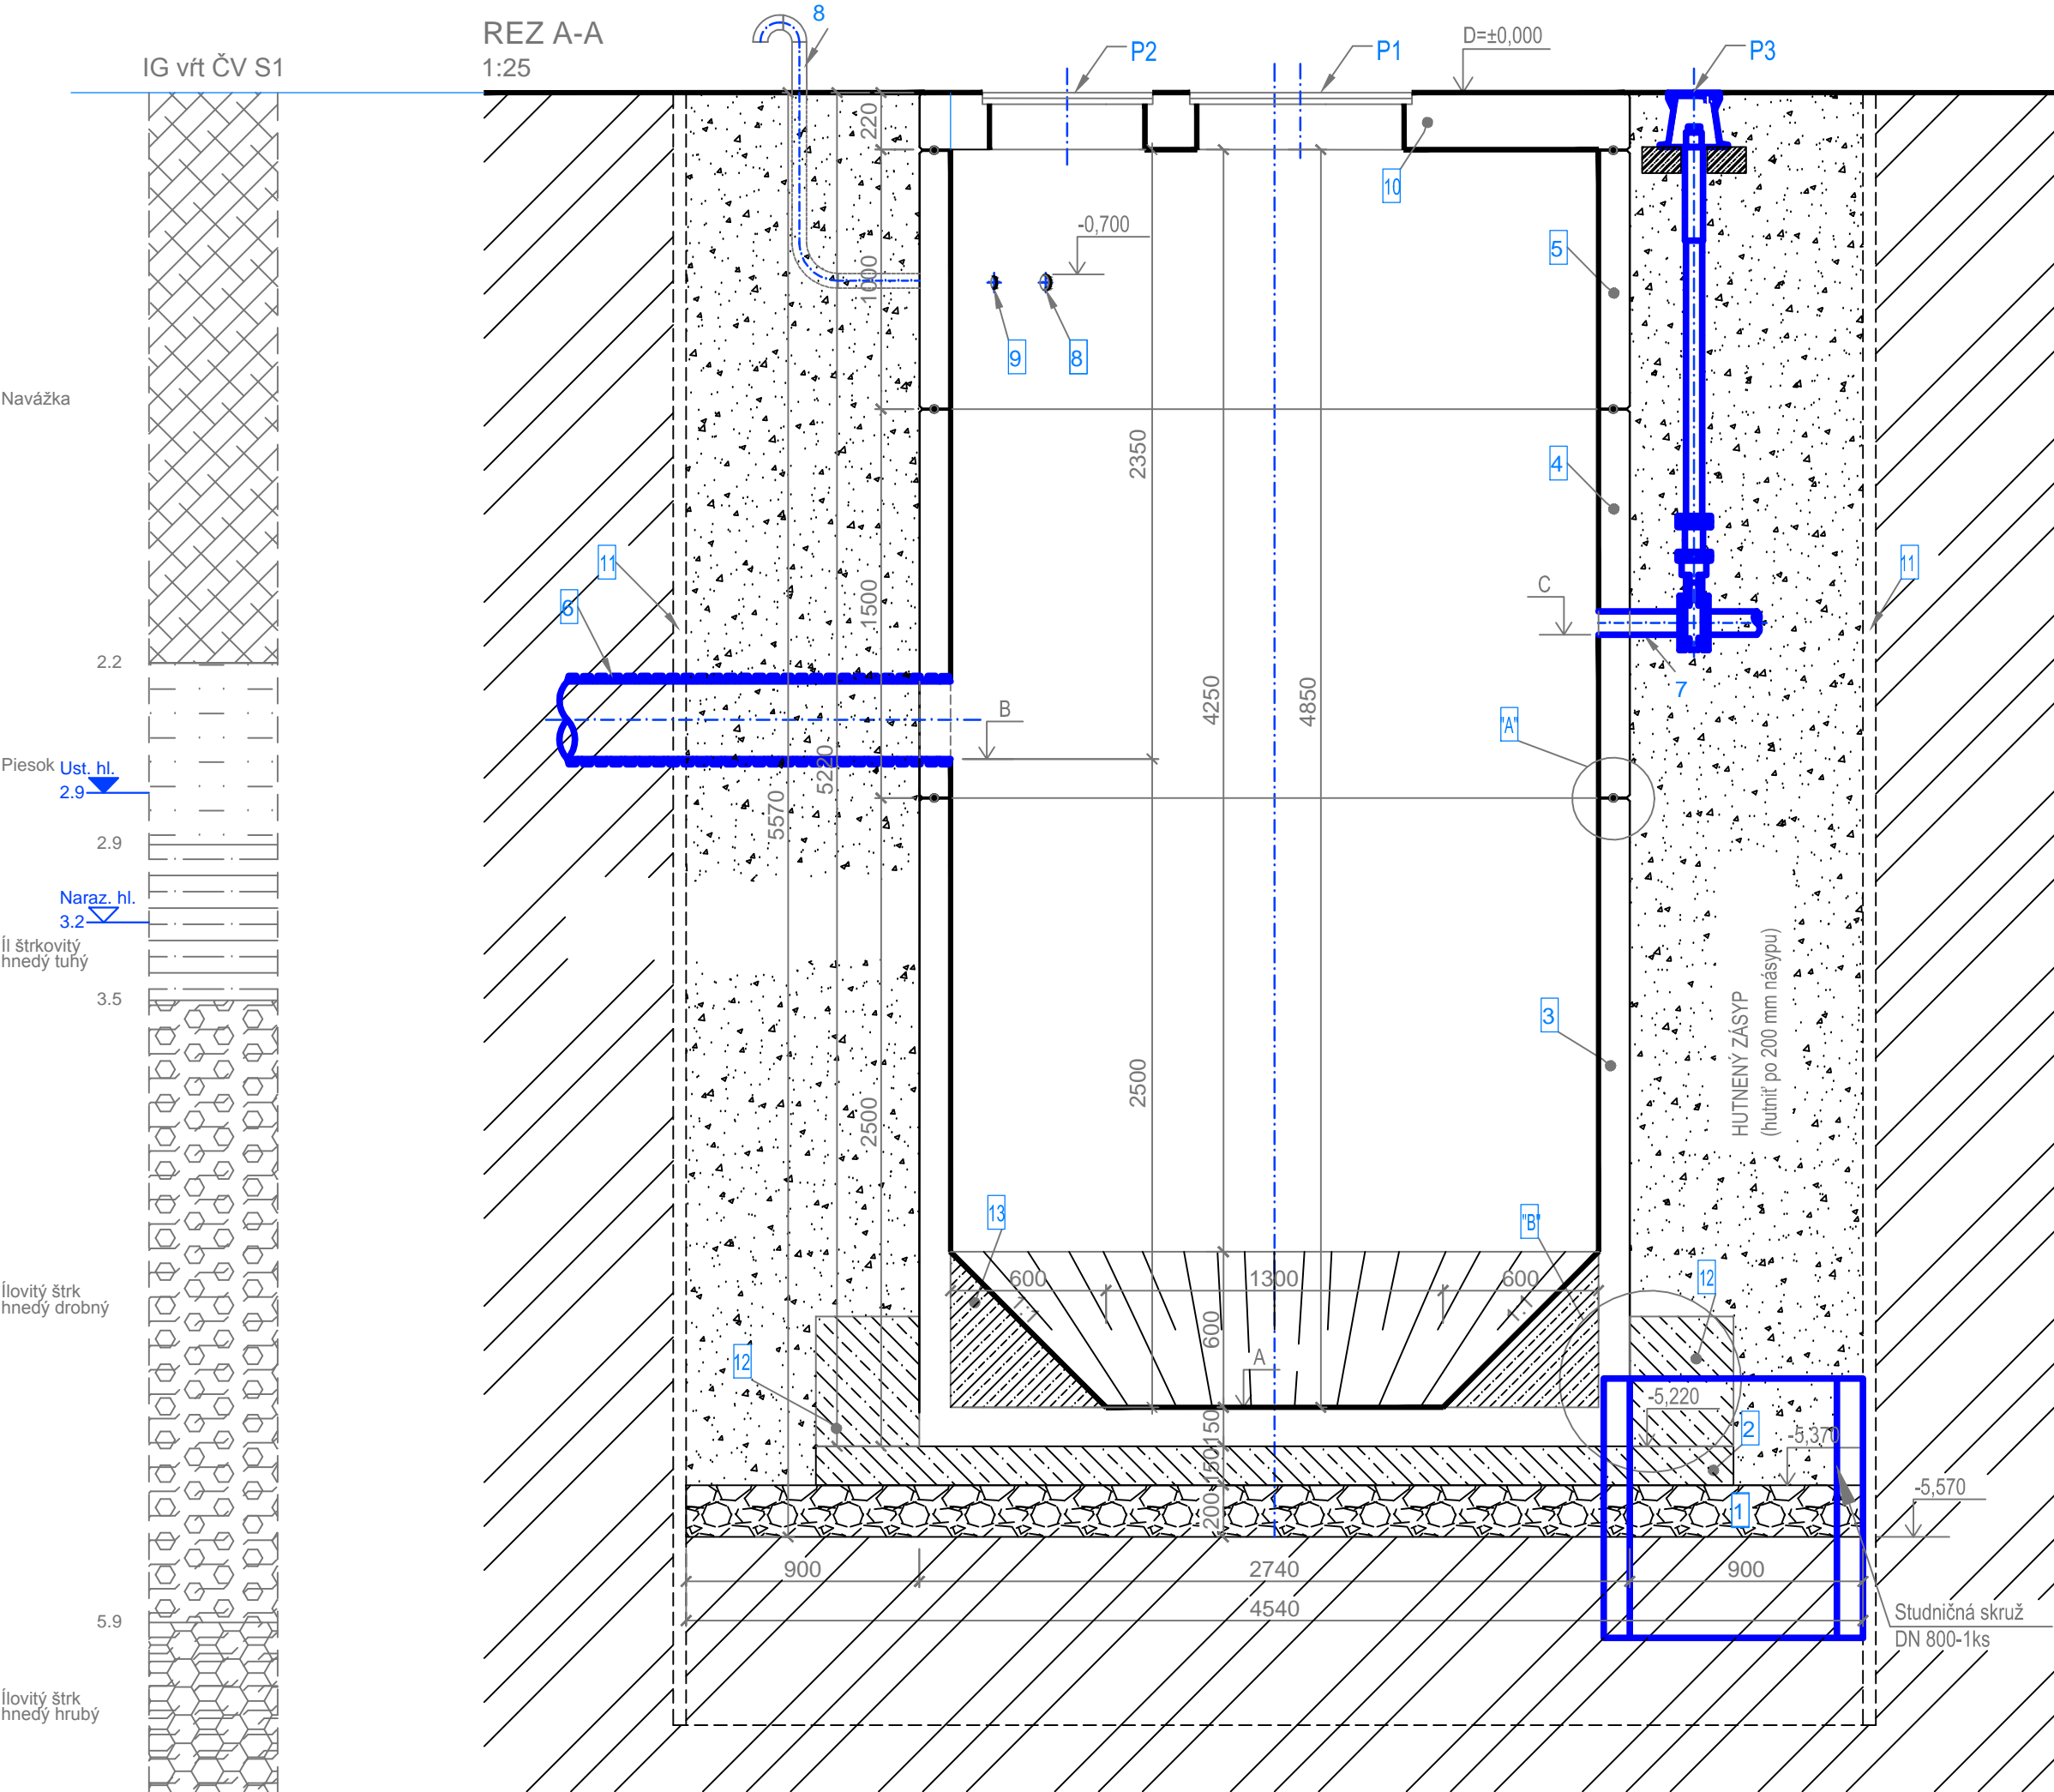 IG vŕt ČV S1
REZ A-A
1:25
8
P2
P1
D=±0,000
P3
220
10
-0,700
5
1000
9
8
Navážka
2350
4
11
11
6
1500
C
2.2
7
4250
4850
B
"A"
Piesok
Ust. hl.
2.9
5220
5570
2.9
Naraz. hl.
3.2
Íl štrkovitý
hnedý tuhý
3.5
HUTNENÝ ZÁSYP
(hutniť po 200 mm násypu)
3
2500
2500
13
"B"
12
600
1300
600
1:1
Ílovitý štrk
hnedý drobný
600
A
12
-5,220
2
-5,370
150
150
200
1
-5,570
900
2740
900
4540
5.9
Studničná skruž
DN 800-1ks
Ílovitý štrk
hnedý hrubý